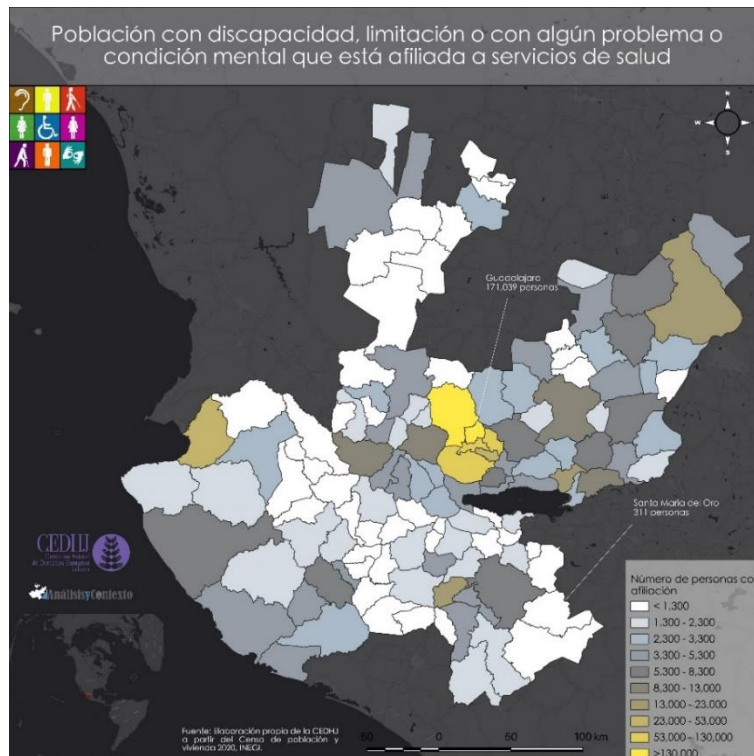 Población con discapacidad, limitación o con algún problema o
condición mental que está afiliada a servicios de salud
N
W
E
S
Guadalajara
171,039 personas
Santa María del Oro
311 personas
CEDHJ
AnálisisyContexto
Número de personas co
afiliación
< 1,300
1,300 - 2,300
2,300 - 3,300
3,300 - 5,300
5,300 - 8,300
8,300 - 13,000
13,000 - 23,000
23,000 - 53,000
53,000 - 130,000
>130,000
Fuente: Elaboración propia de la CEDHJ
a partir del Censo de población y
vivienda 2020, INEGI.
50
0
50
100 km